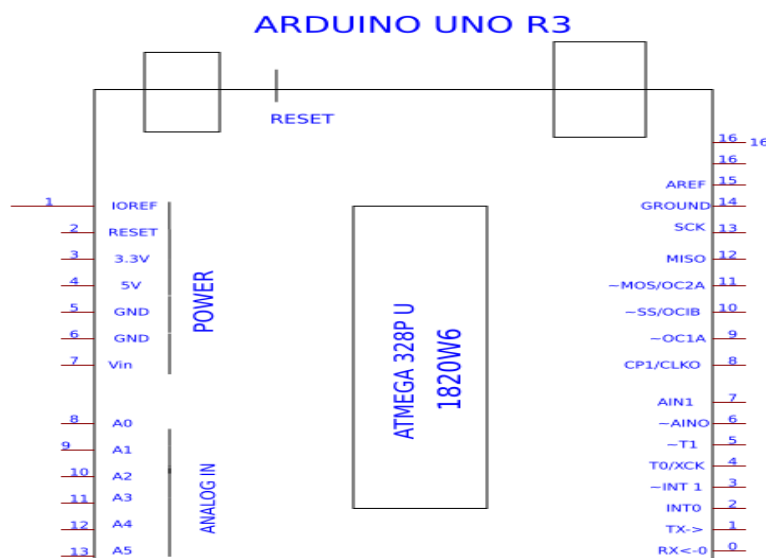 ARDUINO UNO R3
RESET
1 IOREF
2 RESET
3 3.3V
4 5V
5 GND
6 GND
7 Vin
POWER
8 A0
9 A1
10 A2
11 A3
12 A4
13 A5
ANALOG IN
ATMEGA 328P U
1820W6
16 16
16
AREF 15
GROUND 14
SCK 13
MISO 12
~MOS/OC2A 11
~SS/OCIB 10
~OC1A 9
CP1/CLKO 8
AIN1 7
~AINO 6
~T1 5
T0/XCK 4
~INT 1 3
INT0 2
TX-> 1
RX<-0 0